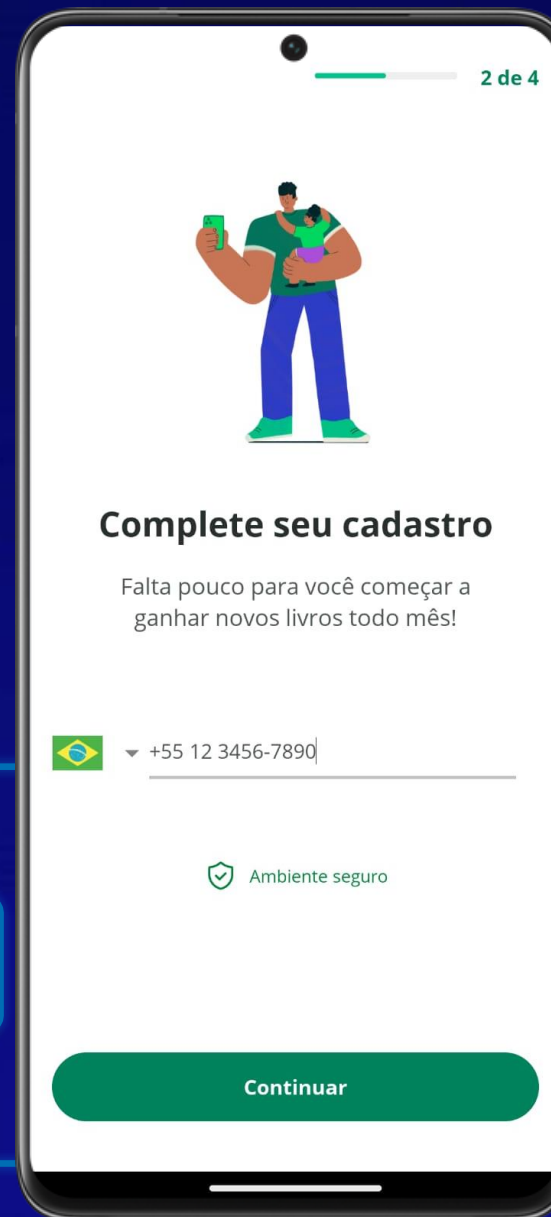 2 de 4
Complete seu cadastro
Falta pouco para você começar a
ganhar novos livros todo mês!
+55 12 3456-7890
Ambiente seguro
Continuar